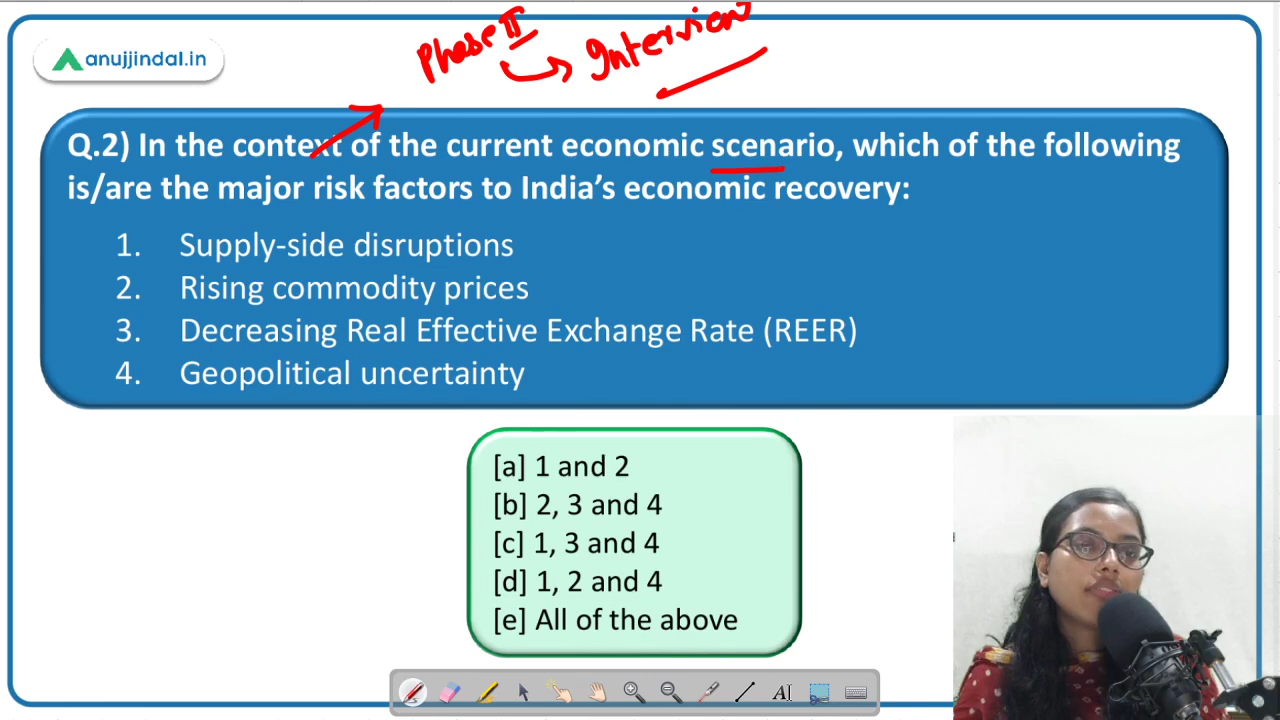 Phase II → Interview
anujjindal.in
Q.2) In the context of the current economic scenario, which of the following
is/are the major risk factors to India’s economic recovery:
1. Supply-side disruptions
2. Rising commodity prices
3. Decreasing Real Effective Exchange Rate (REER)
4. Geopolitical uncertainty
[a] 1 and 2
[b] 2, 3 and 4
[c] 1, 3 and 4
[d] 1, 2 and 4
[e] All of the above